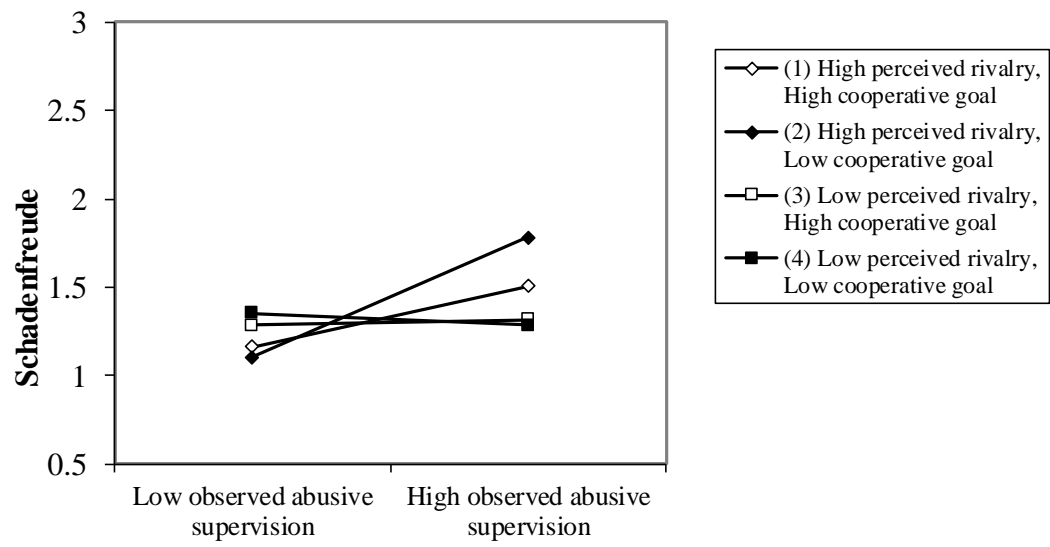 3
2.5
2
1.5
1
0.5
Schadenfreude
Low observed abusive
supervision
High observed abusive
supervision
(1) High perceived rivalry,
High cooperative goal
(2) High perceived rivalry,
Low cooperative goal
(3) Low perceived rivalry,
High cooperative goal
(4) Low perceived rivalry,
Low cooperative goal